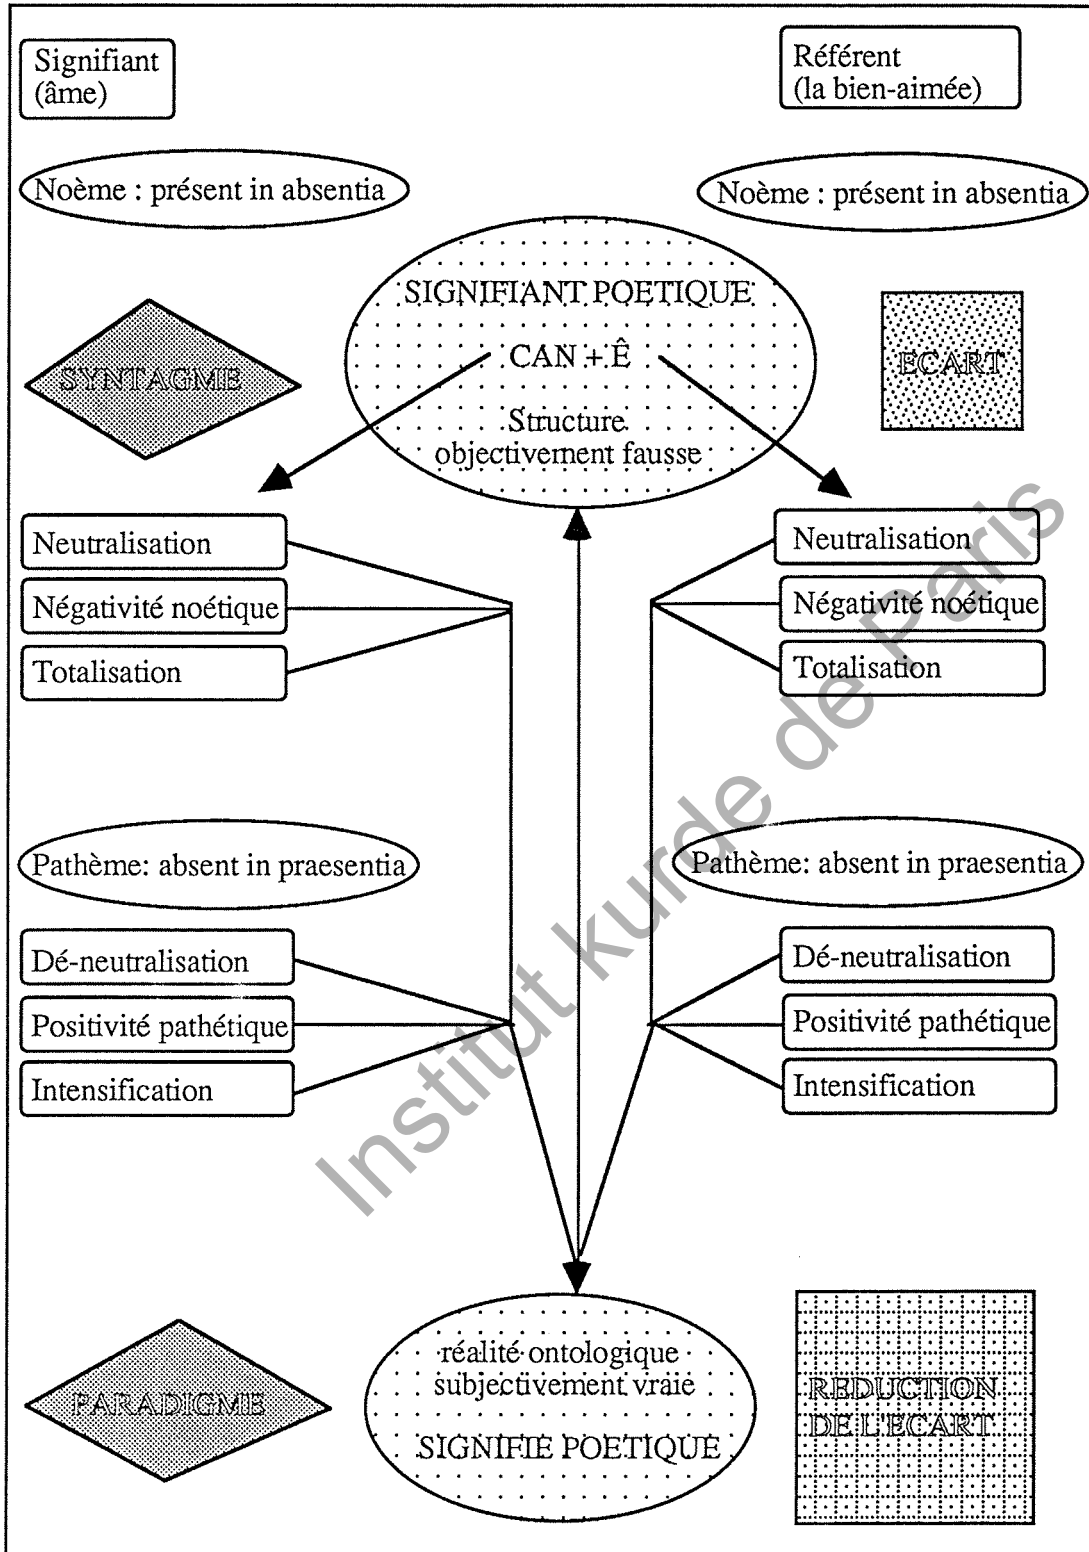 Signifiant
(âme)
Référent
(la bien-aimée)
Noème : présent in absentia
Noème : présent in absentia
SIGNIFIANT POETIQUE
CAN + Ê
Structure
objectivement fausse
SYNTAGME
ECART
Neutralisation
Négativité noétique
Totalisation
Neutralisation
Négativité noétique
Totalisation
Pathème: absent in praesentia
Pathème: absent in praesentia
Dé-neutralisation
Positivité pathétique
Intensification
Dé-neutralisation
Positivité pathétique
Intensification
Institut kurde de Paris
réalité ontologique
subjectivement vraie
SIGNIFIE POETIQUE
PARADIGME
REDUCTION
DE L'ECART